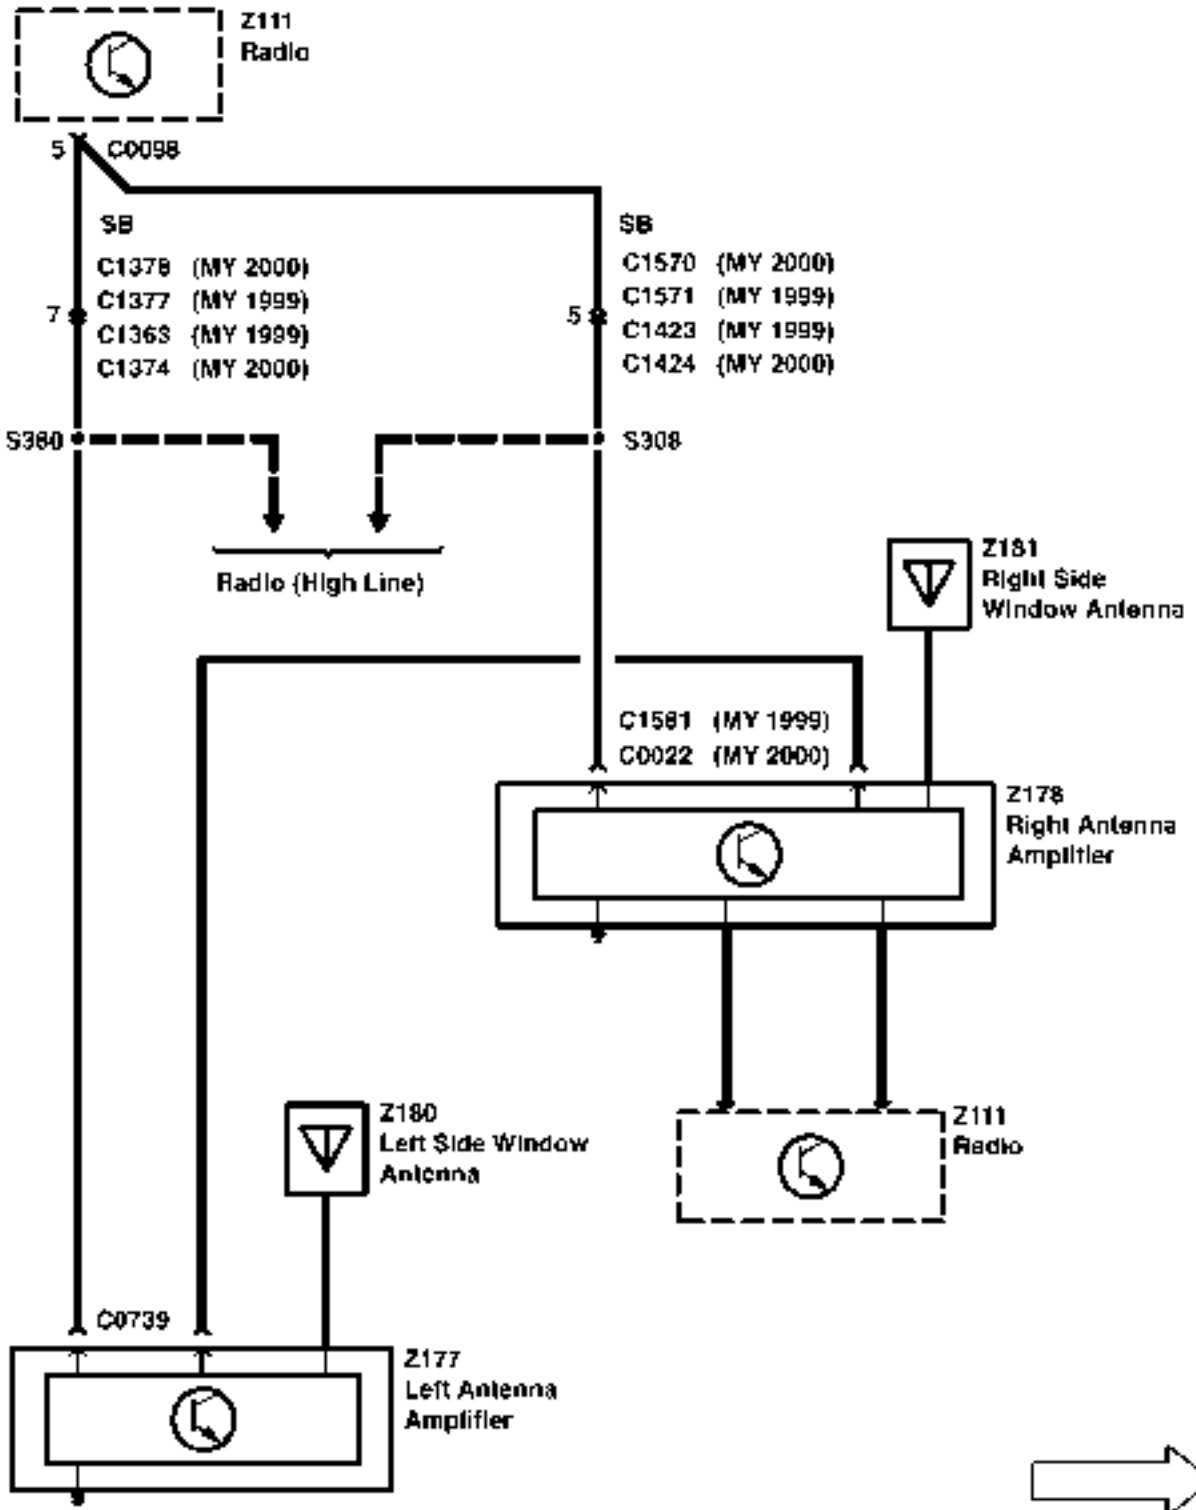 Z111
Radio
5 C0098
SB
C1378 (MY 2000)
C1377 (MY 1999)
C1363 (MY 1999)
C1374 (MY 2000)
7
SB
C1570 (MY 2000)
C1571 (MY 1999)
C1423 (MY 1999)
C1424 (MY 2000)
5
S360
S308
Radio (High Line)
Z181
Right Side
Window Antenna
C1581 (MY 1999)
C0022 (MY 2000)
Z178
Right Antenna
Amplifier
Z180
Left Side Window
Antenna
Z111
Radio
C0739
Z177
Left Antenna
Amplifier